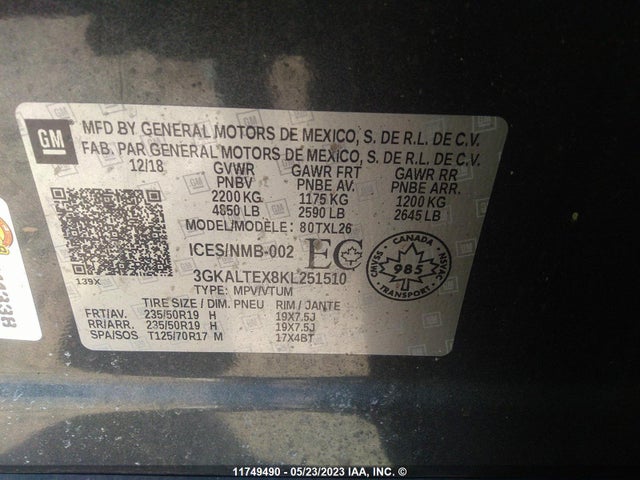 GM
MFD BY GENERAL MOTORS DE MEXICO, S. DE R.L. DE C.V.
FAB. PAR GENERAL MOTORS DE MEXICO, S. DE R.L. DE C.V.
12/18 GVWR GAWR FRT GAWR RR
PNBV PNBE AV. PNBE ARR.
2200 KG 1175 KG 1200 KG
4850 LB 2590 LB 2645 LB
MODEL/MODELE: 80TXL26
ICES/NMB-002 EC
CANADA
985
TRANSPORT
NSVAC
SVAMN
3GKALTEX8KL251510
139X TYPE: MPV/VTUM
TIRE SIZE / DIM. PNEU RIM / JANTE
FRT/AV. 235/50R19 H 19X7.5J
RR/ARR. 235/50R19 H 19X7.5J
SPA/SOS T125/70R17 M 17X4BT
11749490 - 05/23/2023 IAA, INC. ©